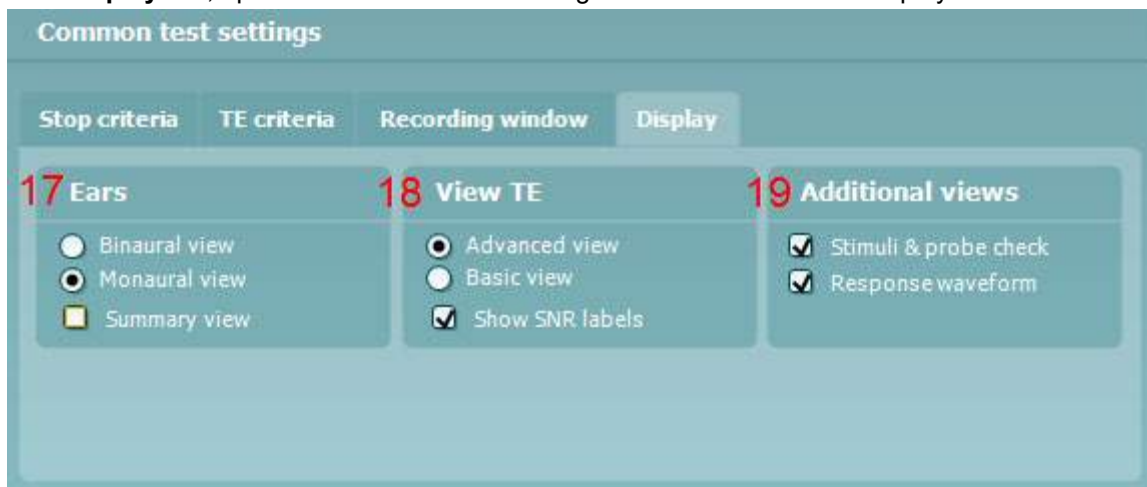 Common test settings
Stop criteria TE criteria Recording window Display
17 Ears 18 View TE 19 Additional views
Binaural view Advanced view Stimuli & probe check
Monaural view Basic view Response waveform
Summary view Show SNR labels